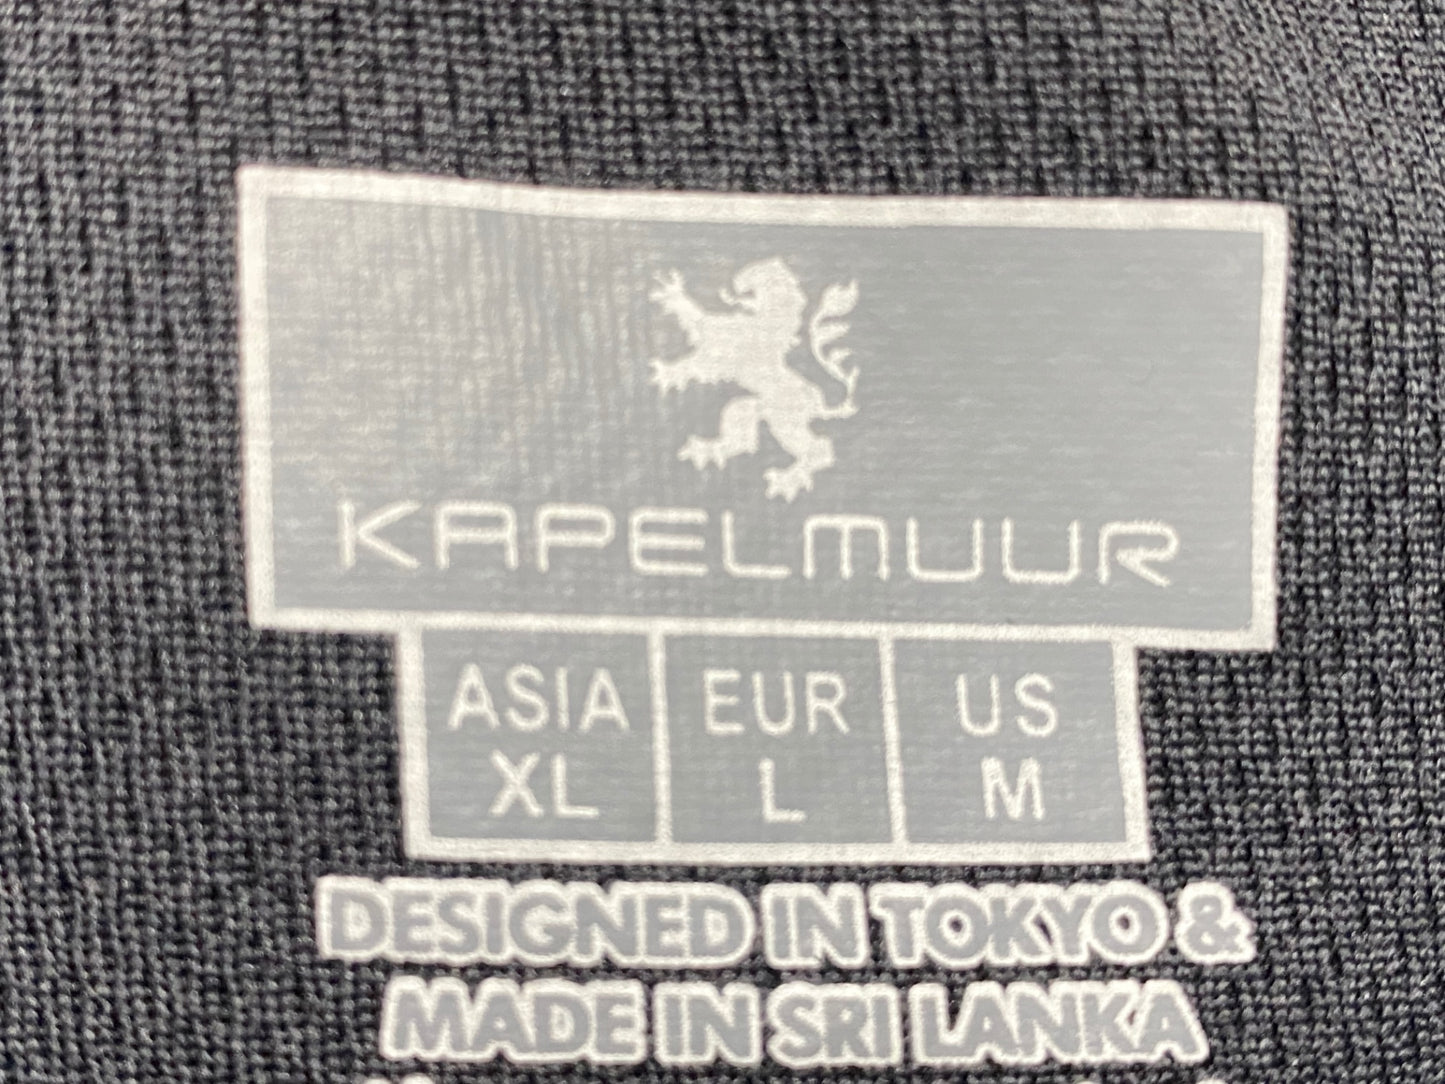 KAPELMUUR
ASIA EUR US
XL L M
DESIGNED IN TOKYO &
MADE IN SRI LANKA